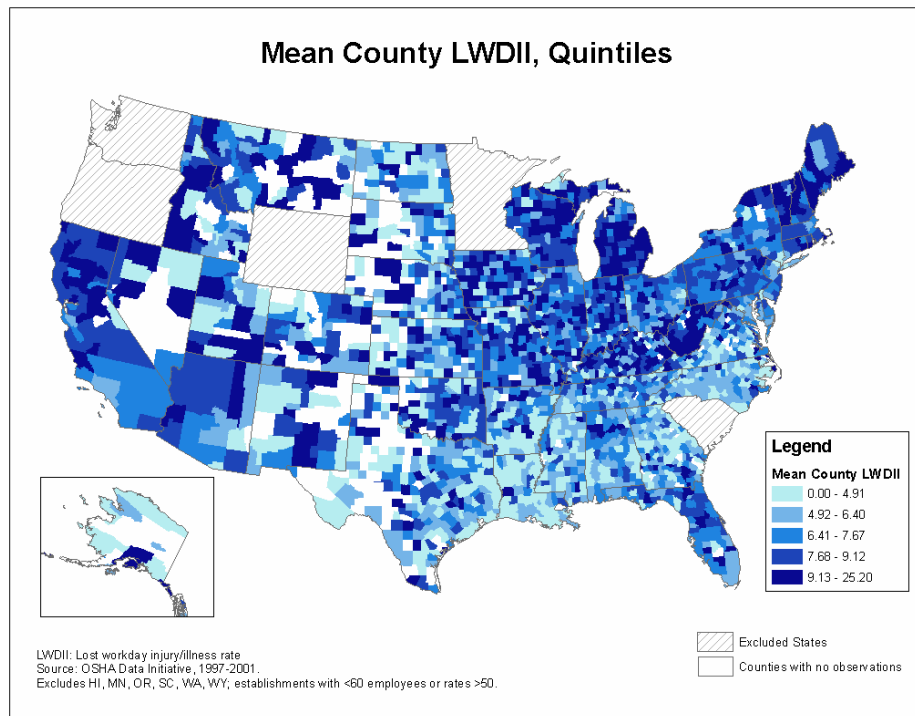 Mean County LWDII, Quintiles
Legend
Mean County LWDII
0.00 - 4.91
4.92 - 6.40
6.41 - 7.67
7.68 - 9.12
9.13 - 25.20
Excluded States
Counties with no observations
LWDII: Lost workday injury/illness rate
Source: OSHA Data Initiative, 1997-2001.
Excludes HI, MN, OR, SC, WA, WY; establishments with <60 employees or rates >50.